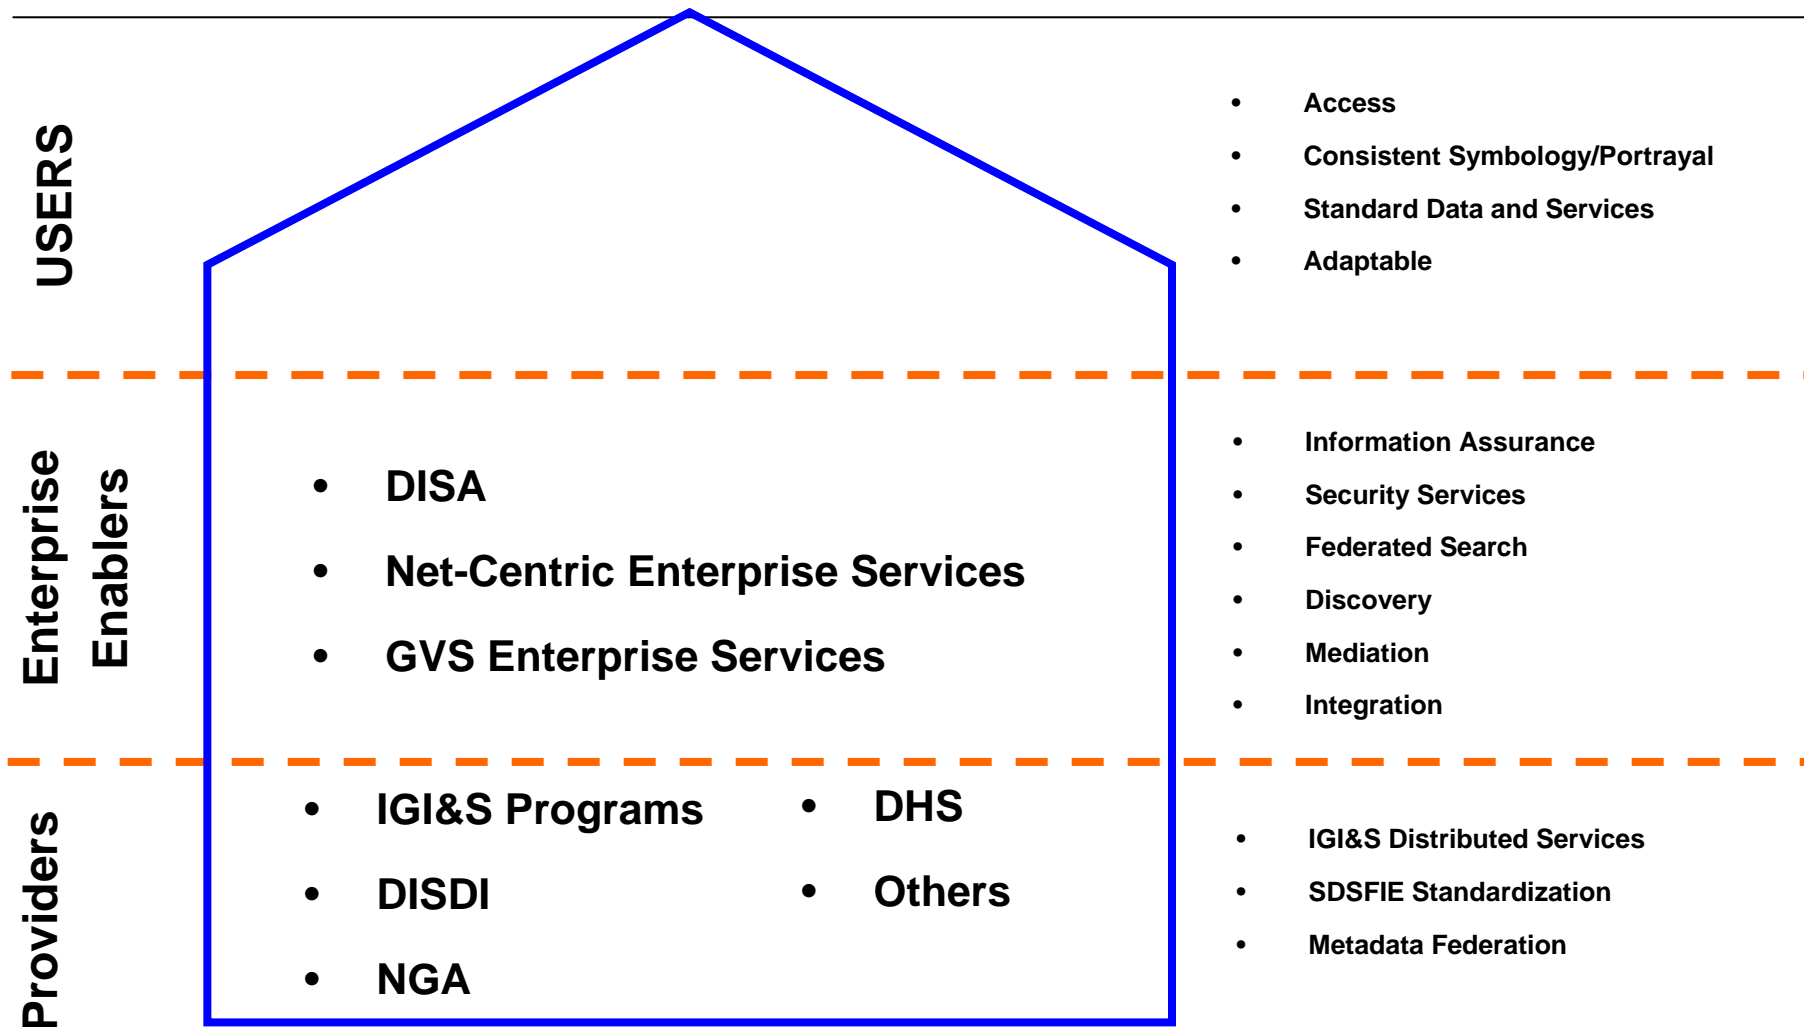 USERS
• Access
• Consistent Symbology/Portrayal
• Standard Data and Services
• Adaptable
Enterprise
Enablers
• DISA
• Net-Centric Enterprise Services
• GVS Enterprise Services
• Information Assurance
• Security Services
• Federated Search
• Discovery
• Mediation
• Integration
Providers
• IGI&S Programs
• DISDI
• NGA
• DHS
• Others
• IGI&S Distributed Services
• SDSFIE Standardization
• Metadata Federation